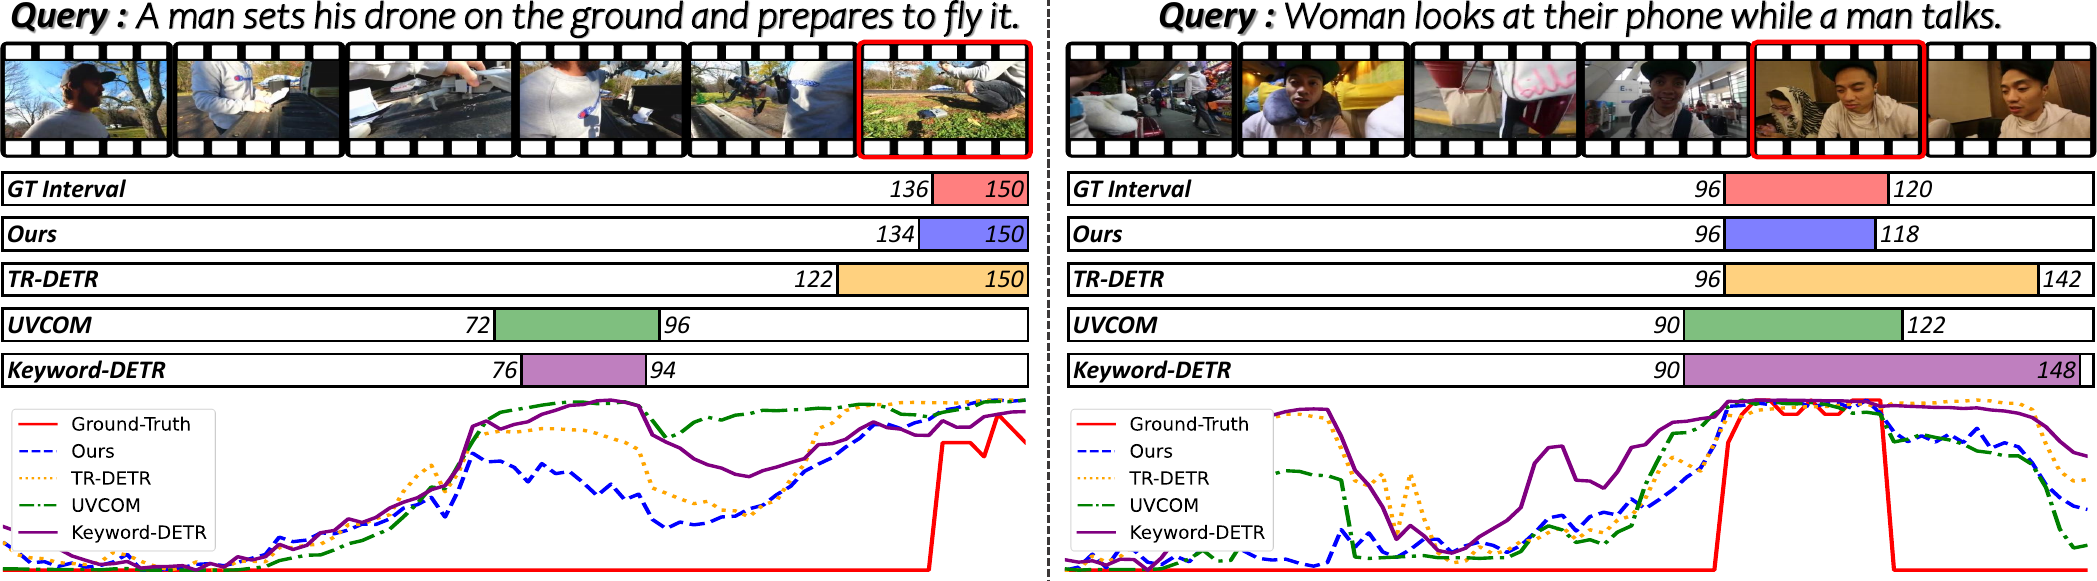 Query : A man sets his drone on the ground and prepares to fly it.
GT Interval 136 150
Ours 134 150
TR-DETR 122 150
UVCOM 72 96
Keyword-DETR 76 94
Ground-Truth
Ours
TR-DETR
UVCOM
Keyword-DETR
Query : Woman looks at their phone while a man talks.
GT Interval 96 120
Ours 96 118
TR-DETR 96 142
UVCOM 90 122
Keyword-DETR 90 148
Ground-Truth
Ours
TR-DETR
UVCOM
Keyword-DETR